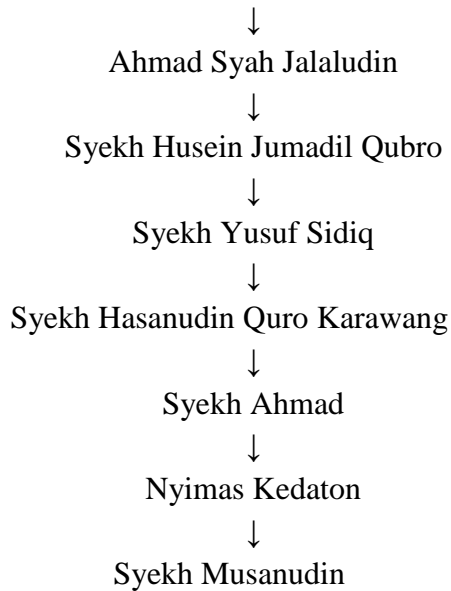 ↓
Ahmad Syah Jalaludin
↓
Syekh Husein Jumadil Qubro
↓
Syekh Yusuf Sidiq
↓
Syekh Hasanudin Quro Karawang
↓
Syekh Ahmad
↓
Nyimas Kedaton
↓
Syekh Musanudin